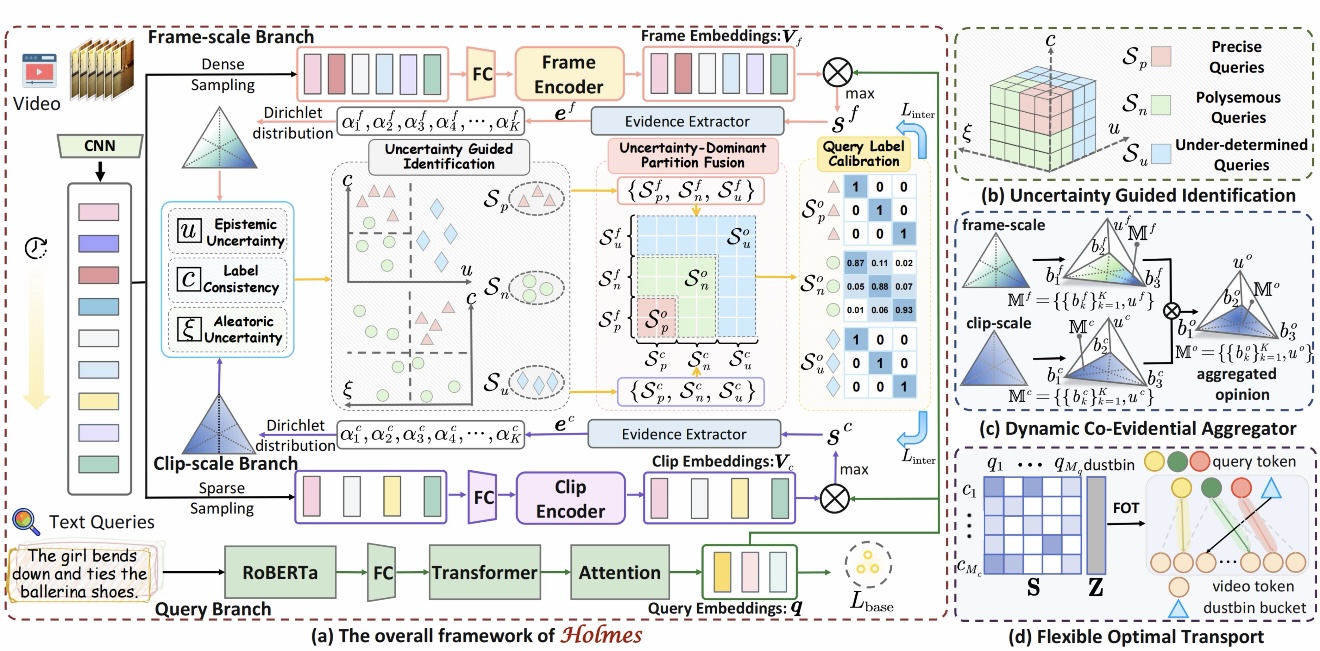 Frame-scale Branch
Video
Dense
Sampling
FC
Frame
Encoder
Frame Embeddings: V_f
max
Dirichlet
distribution
α_1^f, α_2^f, α_3^f, α_4^f, ⋯, α_K^f
e^f
Evidence Extractor
s^f
L_inter
CNN
u Epistemic
Uncertainty
c Label
Consistency
ξ Aleatoric
Uncertainty
Uncertainty Guided
Identification
c
u
c
ξ
S_p
S_n
S_u
Uncertainty-Dominant
Partition Fusion
{S_p^f, S_n^f, S_u^f}
S_u^f
S_n^f
S_p^f
S_u^o
S_n^o
S_p^o
S_p^c S_n^c S_u^c
{S_p^c, S_n^c, S_u^c}
Query Label
Calibration
S_p^o
1 0 0
0 1 0
0 0 1
S_n^o
0.87 0.11 0.02
0.05 0.88 0.07
0.01 0.06 0.93
S_u^o
1 0 0
0 1 0
0 0 1
Dirichlet
distribution
α_1^c, α_2^c, α_3^c, α_4^c, ⋯, α_K^c
e^c
Evidence Extractor
s^c
L_inter
Clip-scale Branch
Sparse
Sampling
FC
Clip
Encoder
Clip Embeddings: V_c
max
Text Queries
The girl bends
down and ties the
ballerina shoes.
Query Branch
RoBERTa
FC
Transformer
Attention
Query Embeddings: q
L_base
(a) The overall framework of Holmes
c
ξ
u
S_p Precise
Queries
S_n Polysemous
Queries
S_u Under-determined
Queries
(b) Uncertainty Guided Identification
frame-scale
u^f
M^f
b_2^f
b_1^f
b_3^f
M^f = {{b_k^f}_{k=1}^K, u^f}
clip-scale
M^c
u^c
b_2^c
b_1^c
b_3^c
M^c = {{b_k^c}_{k=1}^K, u^c}
u^o
M^o
b_2^o
b_1^o
b_3^o
M^o = {{b_k^o}_{k=1}^K, u^o}
aggregated
opinion
(c) Dynamic Co-Evidential Aggregator
q_1 ⋯ q_{M_q} dustbin
c_1
⋮
c_{M_c}
S
Z
FOT
query token
⋯
video token
dustbin bucket
(d) Flexible Optimal Transport